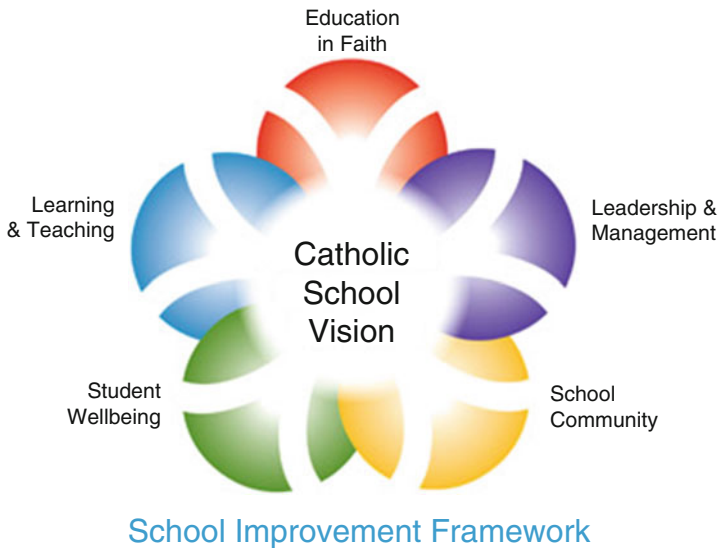 Education
in Faith
Learning
& Teaching
Leadership &
Management
Catholic
School
Vision
Student
Wellbeing
School
Community
School Improvement Framework